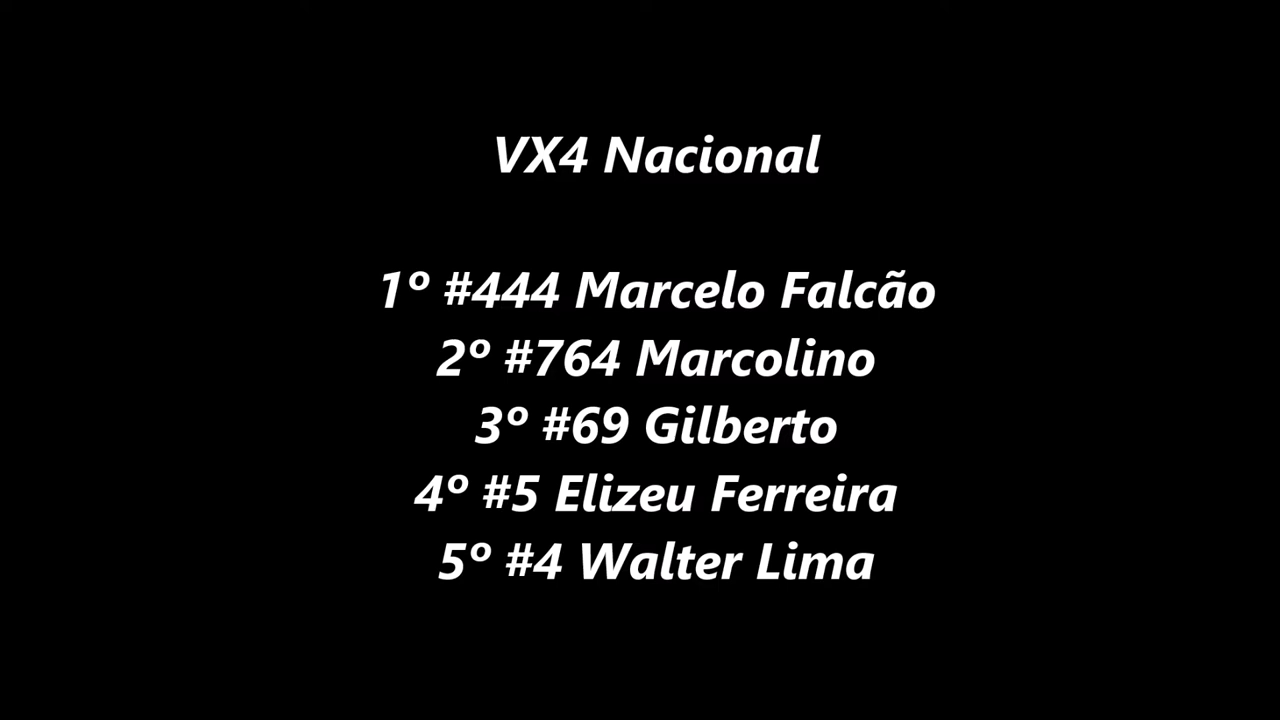 VX4 Nacional
1º #444 Marcelo Falcão
2º #764 Marcolino
3º #69 Gilberto
4º #5 Elizeu Ferreira
5º #4 Walter Lima